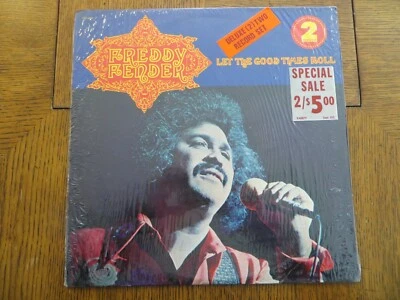 DELUXE (2) TWO
RECORD SET
2
FREDDY
FENDER
LET THE GOOD TIMES ROLL
SPECIAL
SALE
2/$5.00